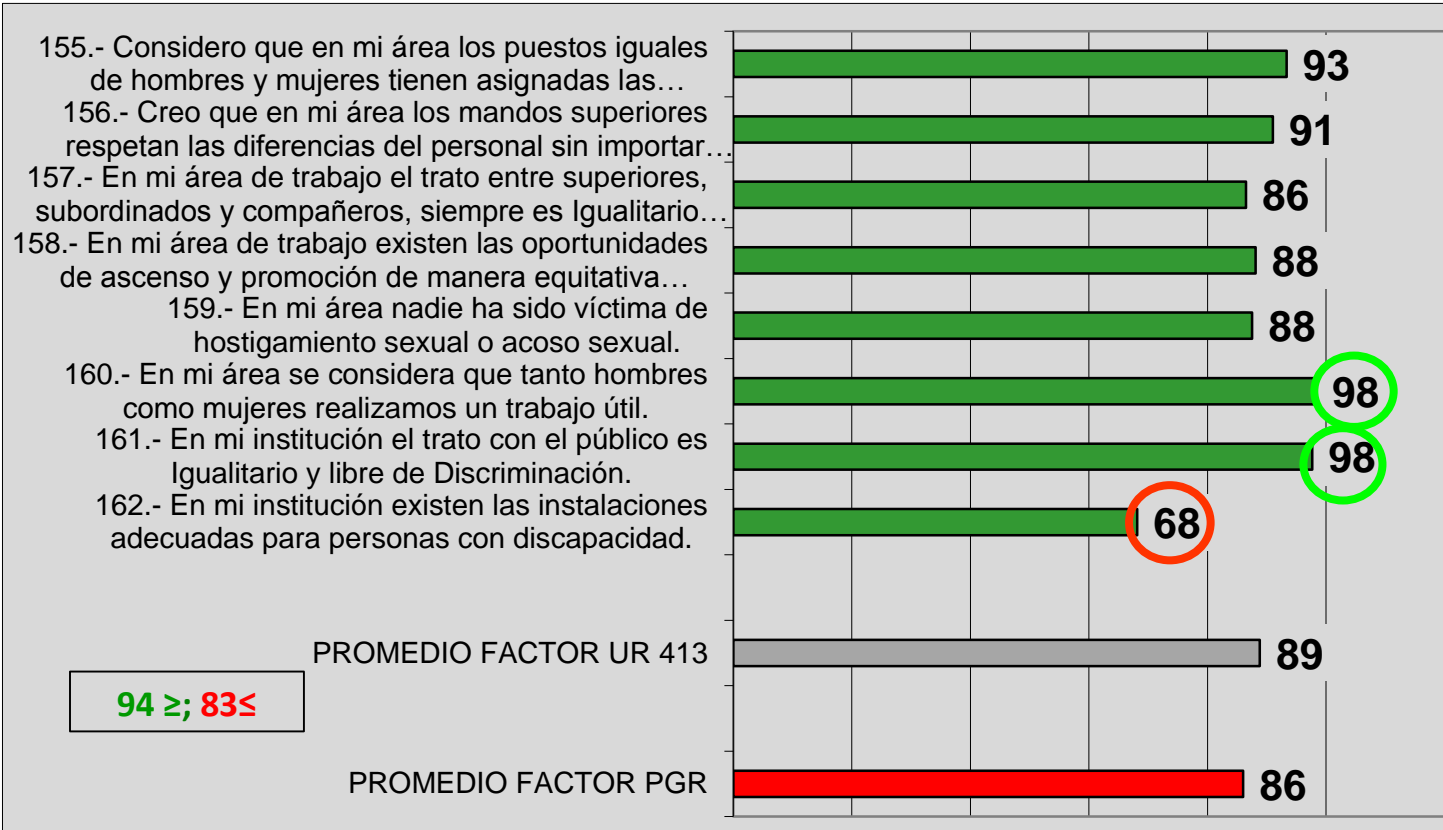 155.- Considero que en mi área los puestos iguales
de hombres y mujeres tienen asignadas las…
93
156.- Creo que en mi área los mandos superiores
respetan las diferencias del personal sin importar…
91
157.- En mi área de trabajo el trato entre superiores,
subordinados y compañeros, siempre es Igualitario…
86
158.- En mi área de trabajo existen las oportunidades
de ascenso y promoción de manera equitativa…
88
159.- En mi área nadie ha sido víctima de
hostigamiento sexual o acoso sexual.
88
160.- En mi área se considera que tanto hombres
como mujeres realizamos un trabajo útil.
98
161.- En mi institución el trato con el público es
Igualitario y libre de Discriminación.
98
162.- En mi institución existen las instalaciones
adecuadas para personas con discapacidad.
68
PROMEDIO FACTOR UR 413
89
94 ≥; 83≤
PROMEDIO FACTOR PGR
86